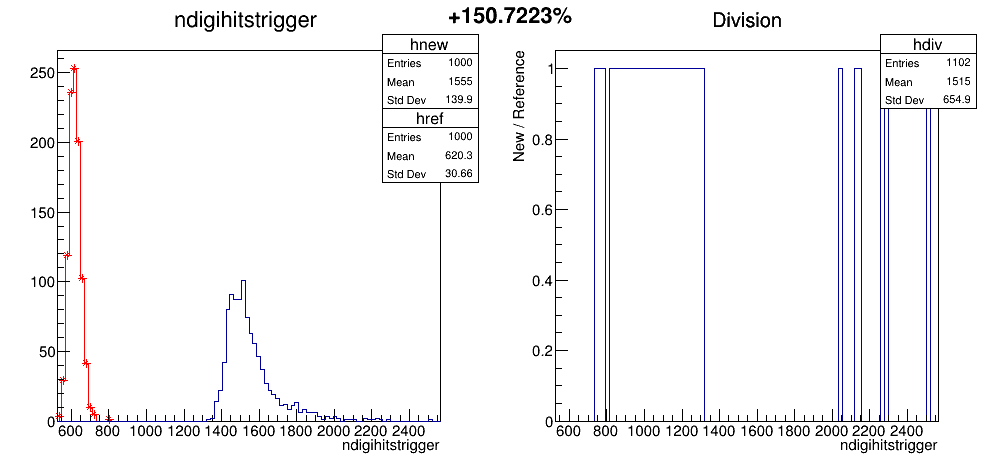 ndigihitstrigger
+150.7223%
Division
hnew
Entries 1000
Mean 1555
Std Dev 139.9
href
Entries 1000
Mean 620.3
Std Dev 30.66
250
200
150
100
50
0
600 800 1000 1200 1400 1600 1800 2000 2200 2400
ndigihitstrigger
hdiv
Entries 1102
Mean 1515
Std Dev 654.9
New / Reference
1
0.8
0.6
0.4
0.2
0
600 800 1000 1200 1400 1600 1800 2000 2200 2400
ndigihitstrigger